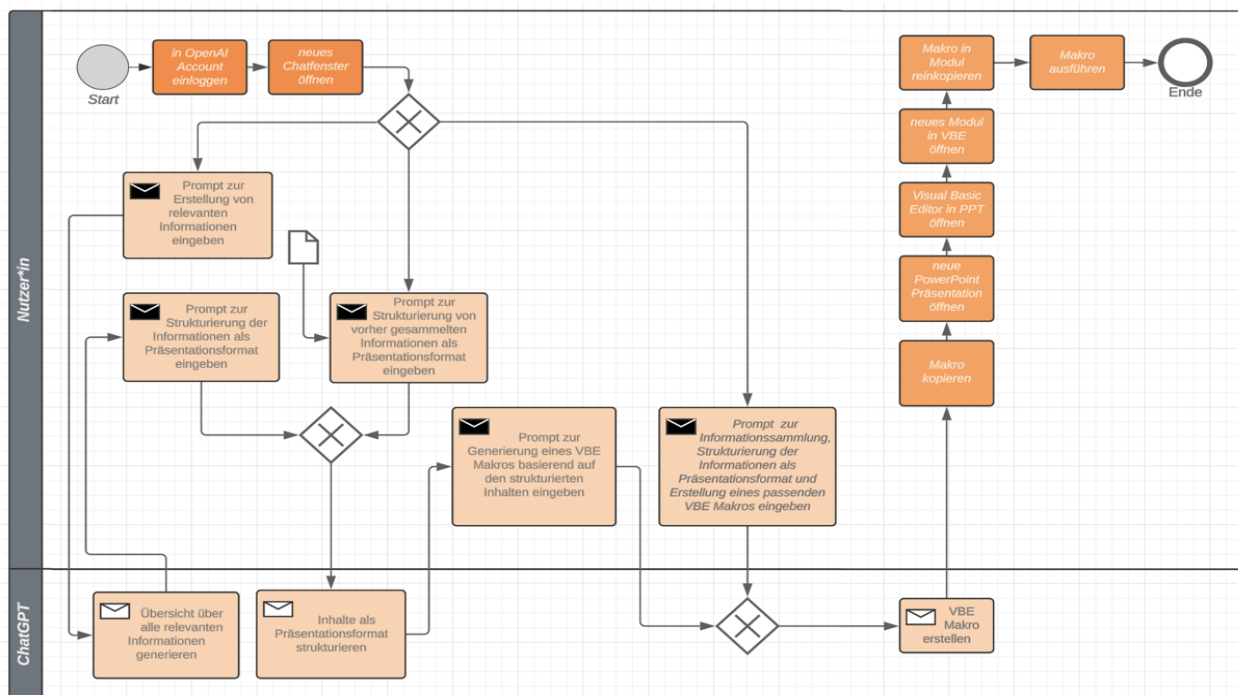 Nutzer*in
ChatGPT
Start
in OpenAI
Account
einloggen
neues
Chatfenster
öffnen
Prompt zur
Erstellung von
relevanten
Informationen
eingeben
Prompt zur
Strukturierung der
Informationen als
Präsentationsformat
eingeben
Prompt zur
Strukturierung von
vorher gesammelten
Informationen als
Präsentationsformat
eingeben
Prompt zur
Generierung eines VBE
Makros basierend auf
den strukturierten
Inhalten eingeben
Prompt zur
Informationssammlung,
Strukturierung der
Informationen als
Präsentationsformat und
Erstellung eines passenden
VBE Makros eingeben
Übersicht über
alle relevanten
Informationen
generieren
Inhalte als
Präsentationsformat
strukturieren
VBE
Makro
erstellen
Makro
kopieren
neue
PowerPoint
Präsentation
öffnen
Visual Basic
Editor in PPT
öffnen
neues Modul
in VBE
öffnen
Makro in
Modul
reinkopieren
Makro
ausführen
Ende